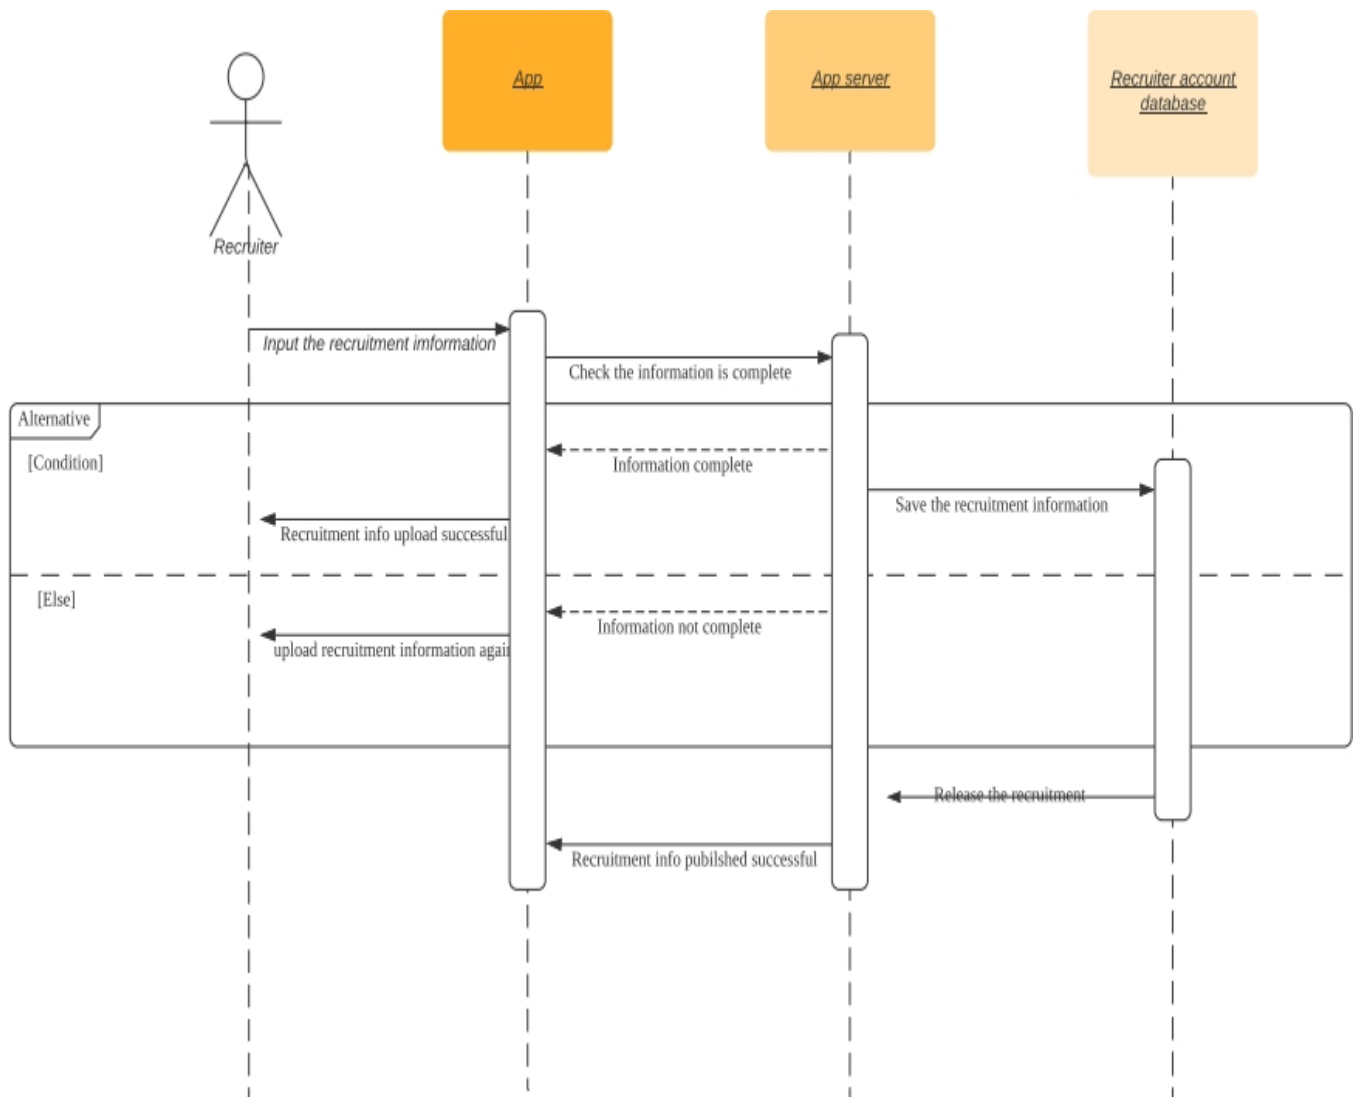 App
App server
Recruiter account
database
Recruiter
Input the recruitment imformation
Check the information is complete
Alternative
[Condition]
Information complete
Save the recruitment information
Recruitment info upload successful
[Else]
Information not complete
upload recruitment information again
Release the recruitment
Recruitment info pubilshed successful